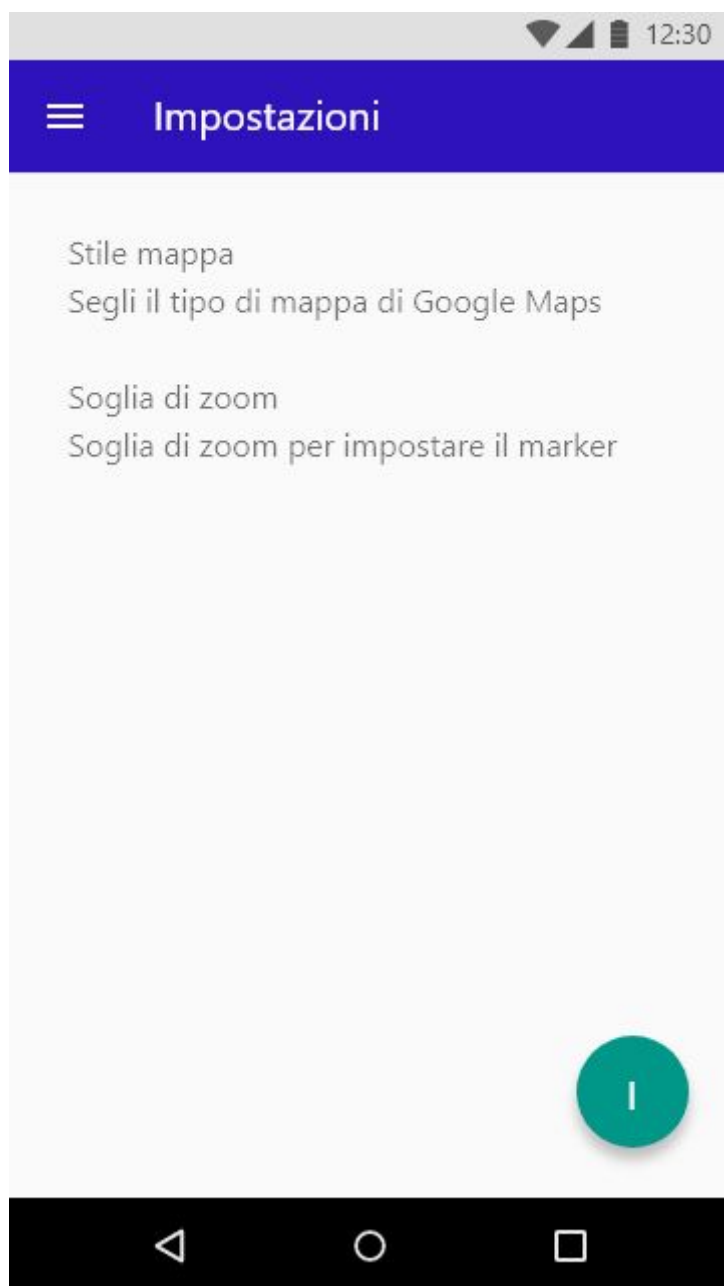 12:30
Impostazioni
Stile mappa
Segli il tipo di mappa di Google Maps
Soglia di zoom
Soglia di zoom per impostare il marker
I